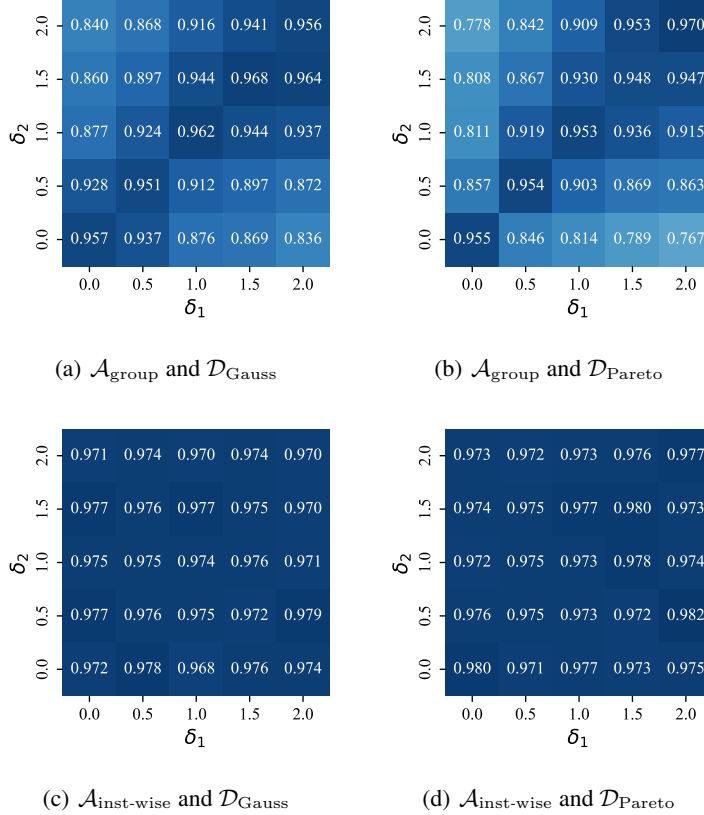 2.0 0.840 0.868 0.916 0.941 0.956
1.5 0.860 0.897 0.944 0.968 0.964
1.0 0.877 0.924 0.962 0.944 0.937
0.5 0.928 0.951 0.912 0.897 0.872
0.0 0.957 0.937 0.876 0.869 0.836
δ₂
0.0 0.5 1.0 1.5 2.0
δ₁
(a) 𝒜group and 𝒟Gauss
2.0 0.778 0.842 0.909 0.953 0.970
1.5 0.808 0.867 0.930 0.948 0.947
1.0 0.811 0.919 0.953 0.936 0.915
0.5 0.857 0.954 0.903 0.869 0.863
0.0 0.955 0.846 0.814 0.789 0.767
δ₂
0.0 0.5 1.0 1.5 2.0
δ₁
(b) 𝒜group and 𝒟Pareto
2.0 0.971 0.974 0.970 0.974 0.970
1.5 0.977 0.976 0.977 0.975 0.970
1.0 0.975 0.975 0.974 0.976 0.971
0.5 0.977 0.976 0.975 0.972 0.979
0.0 0.972 0.978 0.968 0.976 0.974
δ₂
0.0 0.5 1.0 1.5 2.0
δ₁
(c) 𝒜inst-wise and 𝒟Gauss
2.0 0.973 0.972 0.973 0.976 0.977
1.5 0.974 0.975 0.977 0.980 0.973
1.0 0.972 0.975 0.973 0.978 0.974
0.5 0.976 0.975 0.973 0.972 0.982
0.0 0.980 0.971 0.977 0.973 0.975
δ₂
0.0 0.5 1.0 1.5 2.0
δ₁
(d) 𝒜inst-wise and 𝒟Pareto